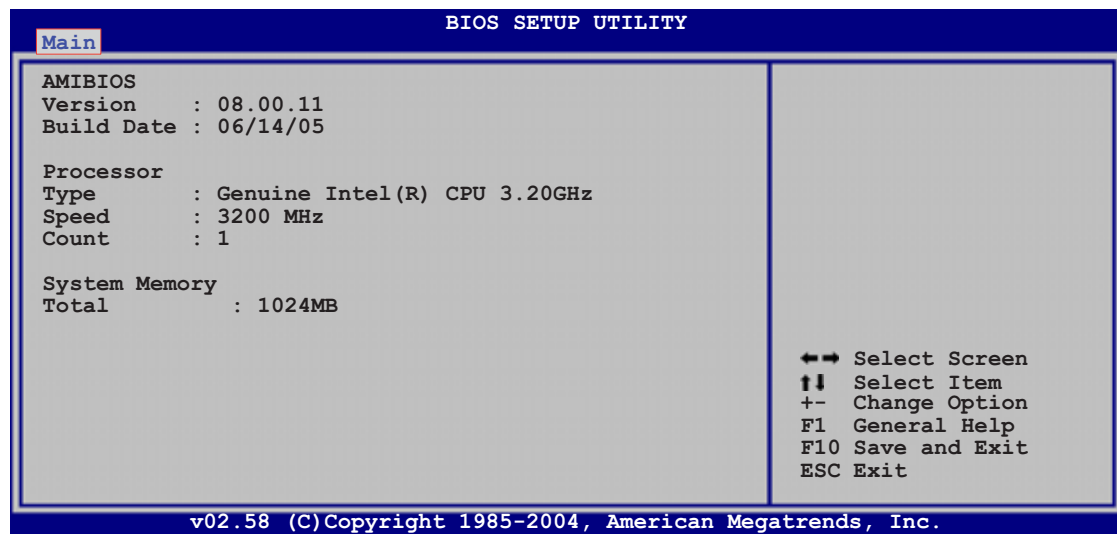 BIOS SETUP UTILITY
Main
AMIBIOS
Version : 08.00.11
Build Date : 06/14/05
Processor
Type : Genuine Intel(R) CPU 3.20GHz
Speed : 3200 MHz
Count : 1
System Memory
Total : 1024MB
←→ Select Screen
↑↓ Select Item
+- Change Option
F1 General Help
F10 Save and Exit
ESC Exit
v02.58 (C)Copyright 1985-2004, American Megatrends, Inc.